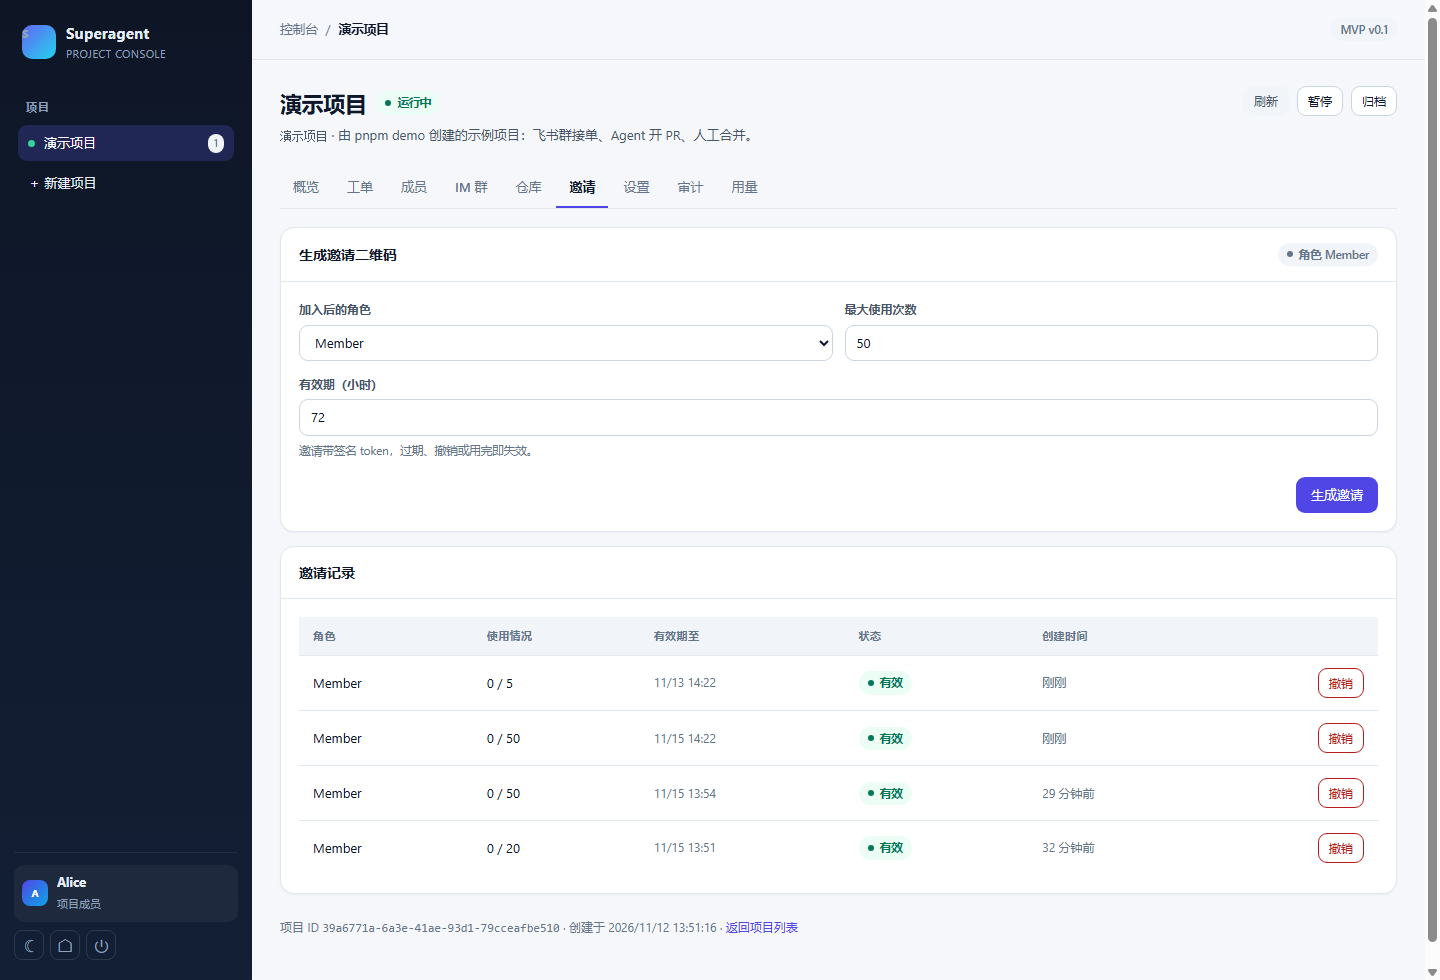 Superagent
PROJECT CONSOLE
项目
演示项目 1
+ 新建项目
Alice
A
项目成员
控制台 / 演示项目
MVP v0.1
演示项目 运行中
刷新 暂停 归档
演示项目 · 由 pnpm demo 创建的示例项目：飞书群接单、Agent 开 PR、人工合并。
概览 工单 成员 IM 群 仓库 邀请 设置 审计 用量
生成邀请二维码
角色 Member
加入后的角色 最大使用次数
Member 50
有效期（小时）
72
邀请带签名 token，过期、撤销或用完即失效。
生成邀请
邀请记录
角色 使用情况 有效期至 状态 创建时间
Member 0 / 5 11/13 14:22 有效 刚刚 撤销
Member 0 / 50 11/15 14:22 有效 刚刚 撤销
Member 0 / 50 11/15 13:54 有效 29 分钟前 撤销
Member 0 / 20 11/15 13:51 有效 32 分钟前 撤销
项目 ID 39a6771a-6a3e-41ae-93d1-79cceafbe510 · 创建于 2026/11/12 13:51:16 · 返回项目列表